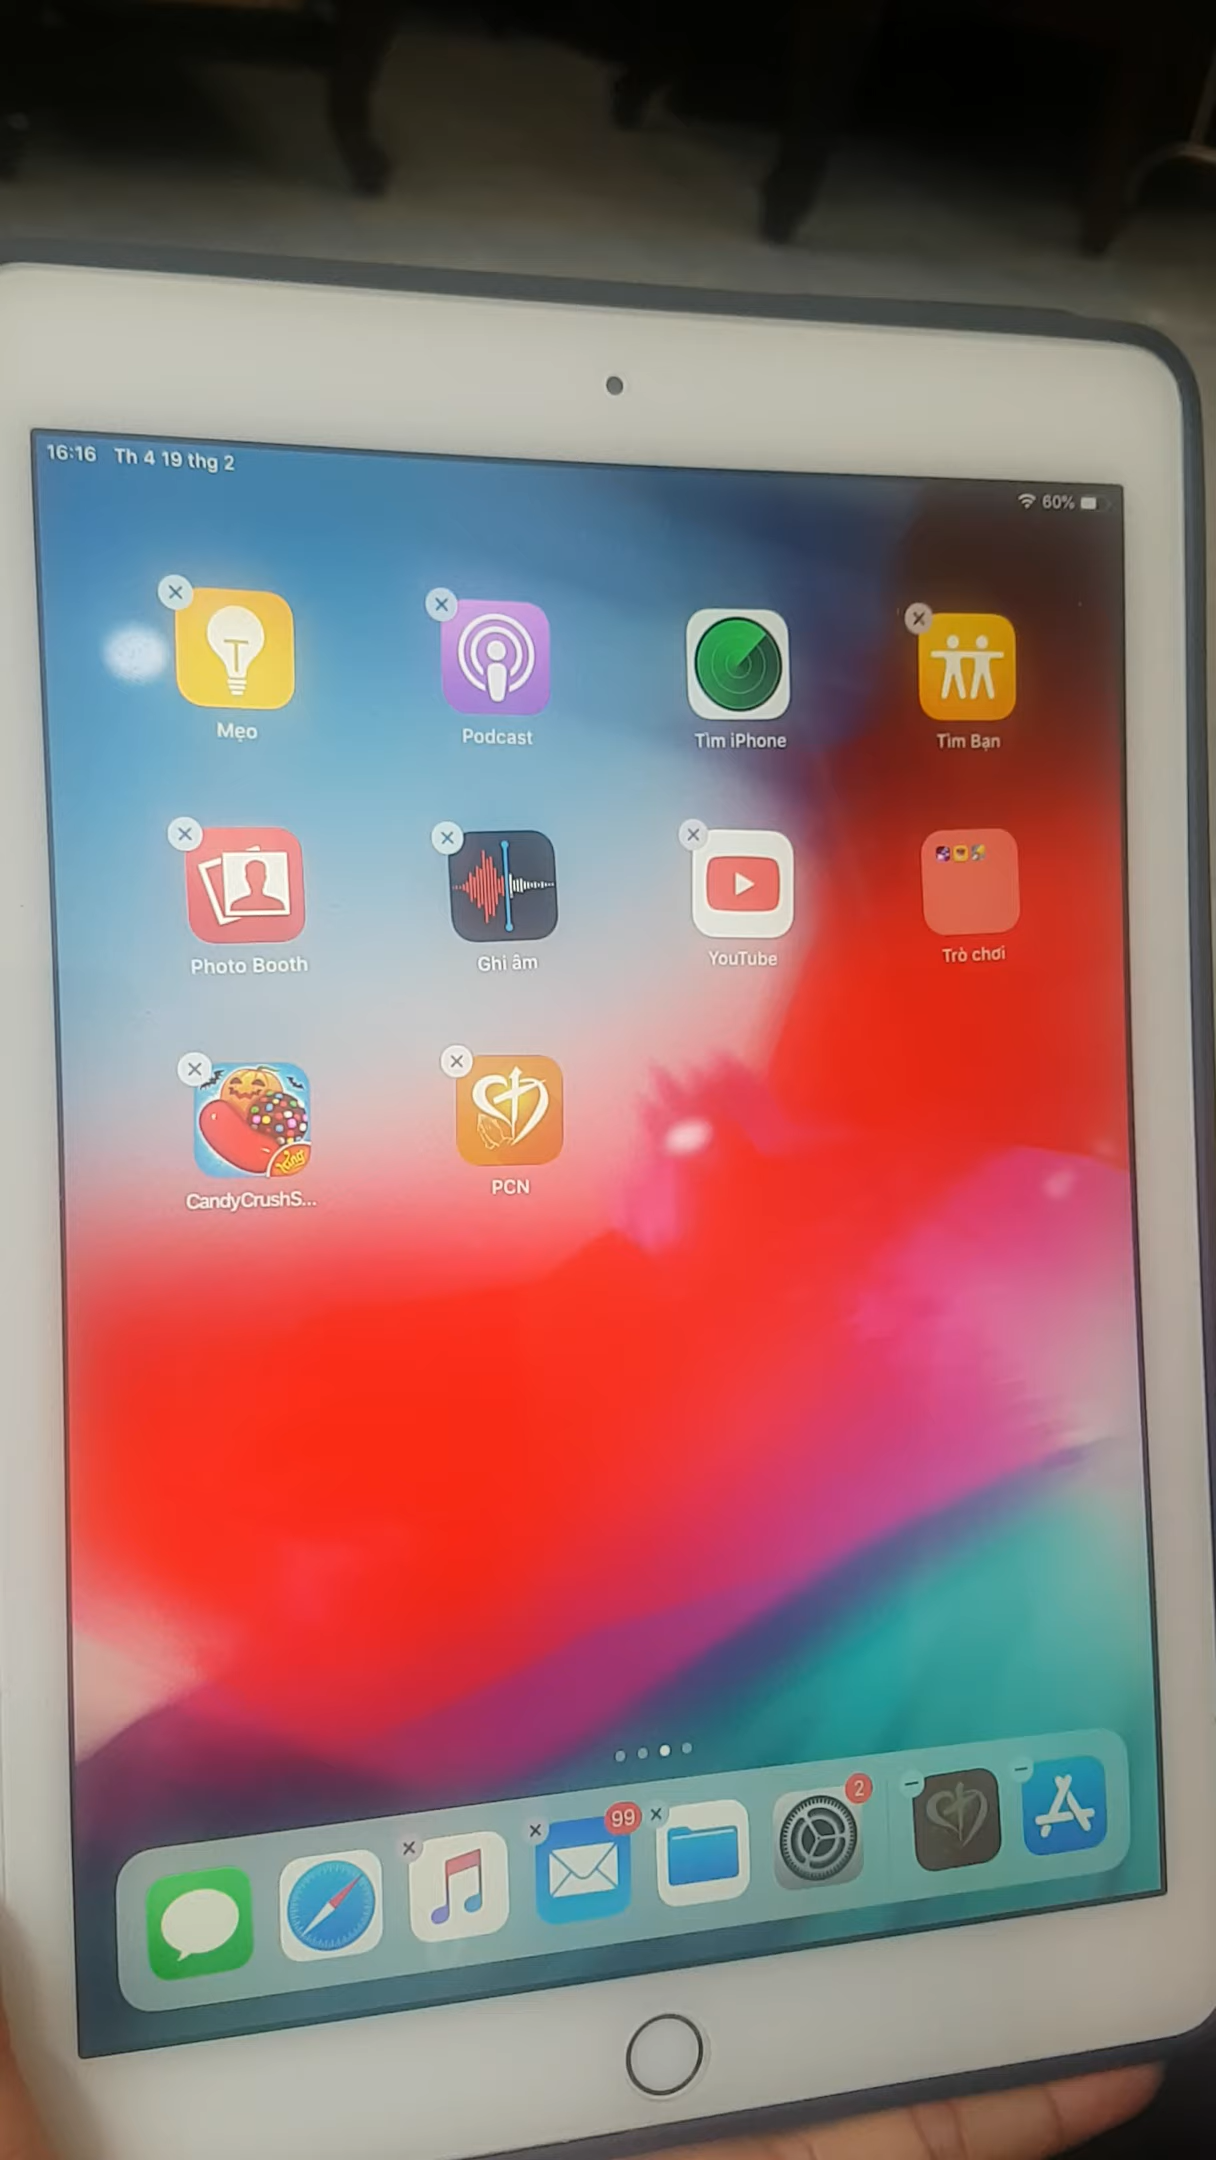 16:16 Th 4 19 thg 2
60%
Mẹo
Podcast
Tìm iPhone
Tìm Bạn
Photo Booth
Ghi âm
YouTube
Trò chơi
King
CandyCrushS...
PCN
99
2